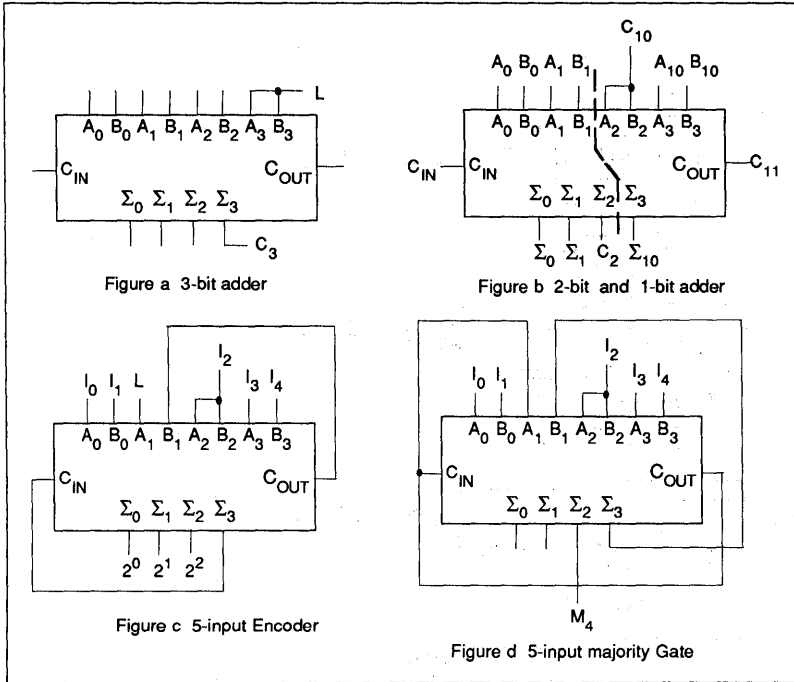 L
A0 B0 A1 B1 A2 B2 A3 B3
CIN COUT
Σ0 Σ1 Σ2 Σ3
C3
Figure a 3-bit adder
C10
A0 B0 A1 B1 A10 B10
A0 B0 A1 B1 A2 B2 A3 B3
CIN CIN COUT C11
Σ0 Σ1 Σ2 Σ3
Σ0 Σ1 C2 Σ10
Figure b 2-bit and 1-bit adder
I2
I0 I1 L I3 I4
A0 B0 A1 B1 A2 B2 A3 B3
CIN COUT
Σ0 Σ1 Σ2 Σ3
2^0 2^1 2^2
Figure c 5-input Encoder
I2
I0 I1 I3 I4
A0 B0 A1 B1 A2 B2 A3 B3
CIN COUT
Σ0 Σ1 Σ2 Σ3
M4
Figure d 5-input majority Gate